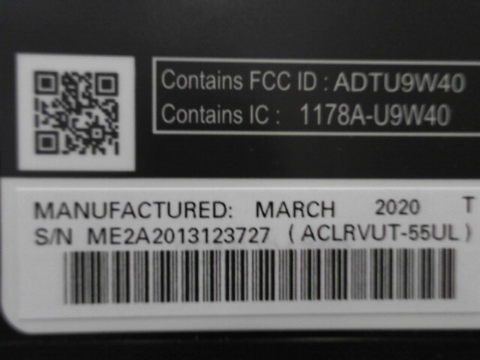 Contains FCC ID : ADTU9W40
Contains IC : 1178A-U9W40
MANUFACTURED: MARCH 2020 T
S/N ME2A2013123727 ( ACLRVUT-55UL )